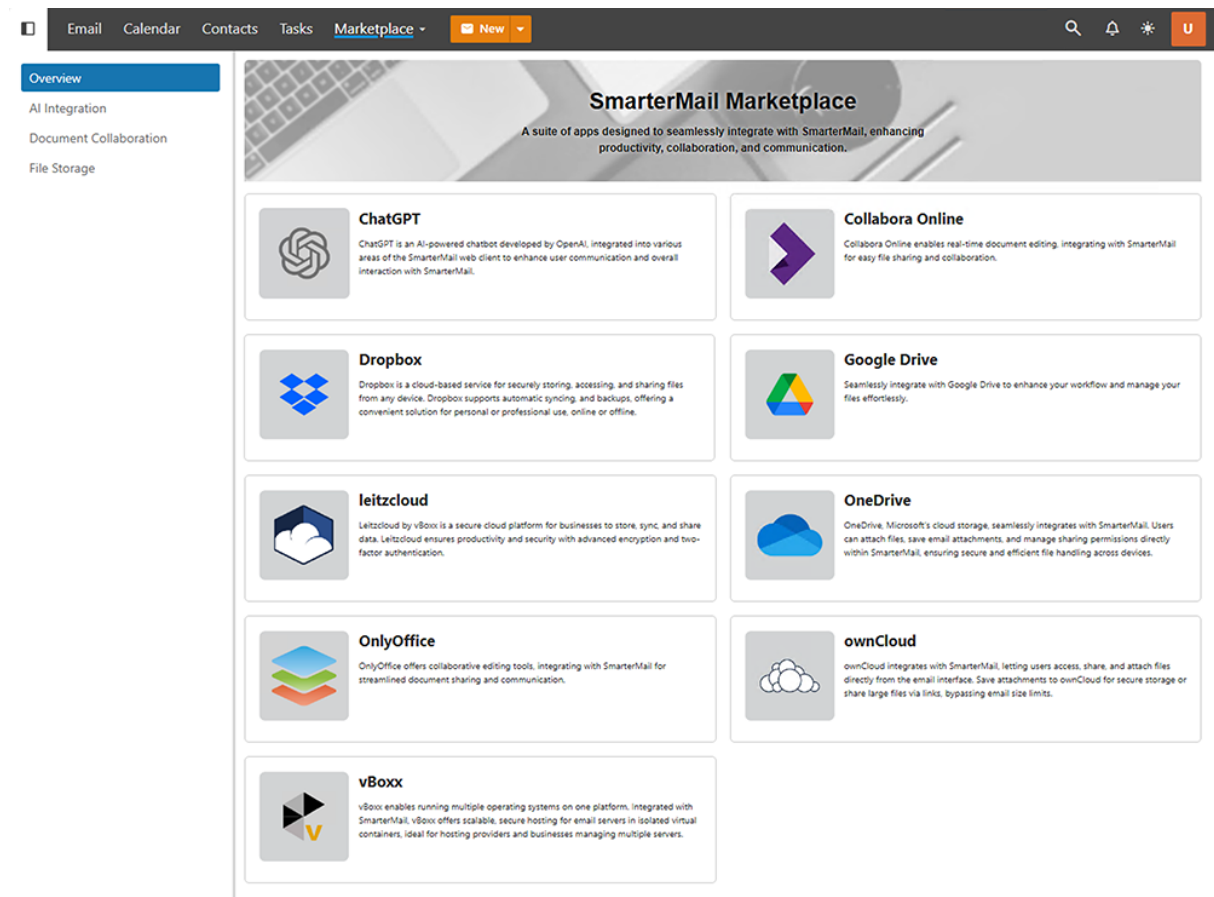 Email Calendar Contacts Tasks Marketplace New U
Overview
AI Integration
Document Collaboration
File Storage
SmarterMail Marketplace
A suite of apps designed to seamlessly integrate with SmarterMail, enhancing
productivity, collaboration, and communication.
ChatGPT
ChatGPT is an AI-powered chatbot developed by OpenAI, integrated into various
areas of the SmarterMail web client to enhance user communication and overall
interaction with SmarterMail.
Collabora Online
Collabora Online enables real-time document editing, integrating with SmarterMail
for easy file sharing and collaboration.
Dropbox
Dropbox is a cloud-based service for securely storing, accessing, and sharing files
from any device. Dropbox supports automatic syncing, and backups, offering a
convenient solution for personal or professional use, online or offline.
Google Drive
Seamlessly integrate with Google Drive to enhance your workflow and manage your
files effortlessly.
leitzcloud
Leitzcloud by vBoxx is a secure cloud platform for businesses to store, sync, and share
data. Leitzcloud ensures productivity and security with advanced encryption and two-
factor authentication.
OneDrive
OneDrive, Microsoft's cloud storage, seamlessly integrates with SmarterMail. Users
can attach files, save email attachments, and manage sharing permissions directly
within SmarterMail, ensuring secure and efficient file handling across devices.
OnlyOffice
OnlyOffice offers collaborative editing tools, integrating with SmarterMail for
streamlined document sharing and communication.
ownCloud
ownCloud integrates with SmarterMail, letting users access, share, and attach files
directly from the email interface. Save attachments to ownCloud for secure storage or
share large files via links, bypassing email size limits.
vBoxx
vBoxx enables running multiple operating systems on one platform. Integrated with
SmarterMail, vBoxx offers scalable, secure hosting for email servers in isolated virtual
containers, ideal for hosting providers and businesses managing multiple servers.
V